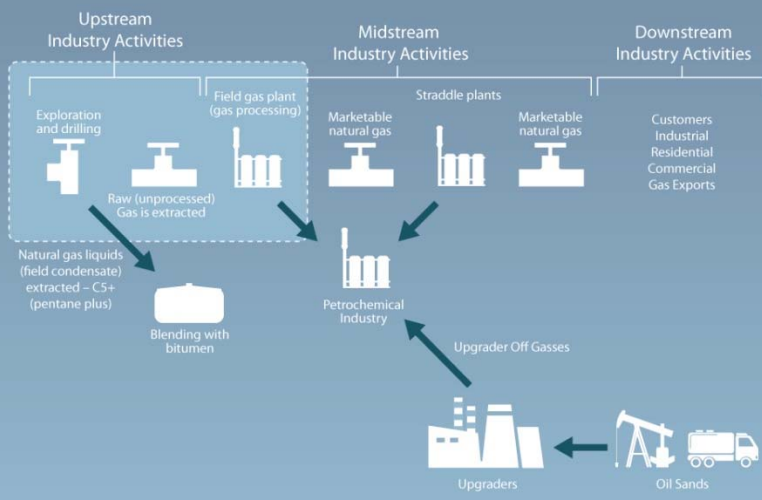 Upstream
Industry Activities
Midstream
Industry Activities
Downstream
Industry Activities
Exploration
and drilling
Raw (unprocessed)
Gas is extracted
Field gas plant
(gas processing)
Marketable
natural gas
Straddle plants
Marketable
natural gas
Customers
Industrial
Residential
Commercial
Gas Exports
Natural gas liquids
(field condensate)
extracted – C5+
(pentane plus)
Blending with
bitumen
Petrochemical
Industry
Upgrader Off Gasses
Upgraders
Oil Sands